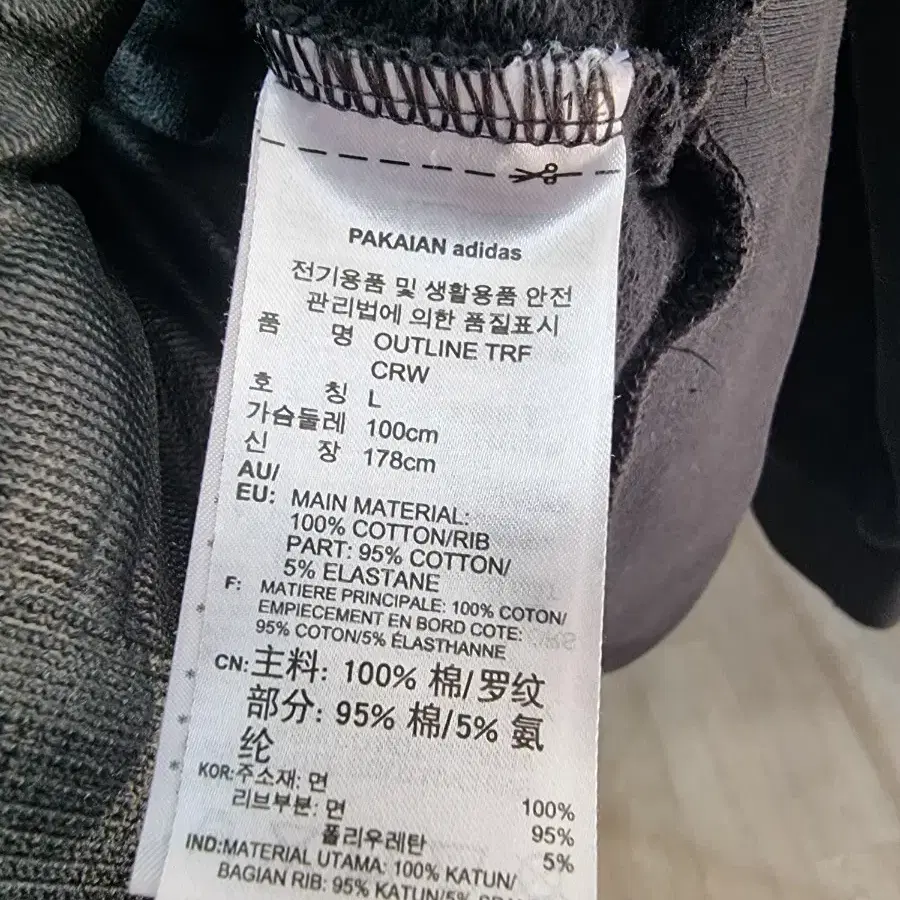 PAKAIAN adidas
전기용품 및 생활용품 안전
관리법에 의한 품질표시
품 명 OUTLINE TRF
CRW
호 칭 L
가슴둘레 100cm
신 장 178cm
AU/
EU: MAIN MATERIAL:
100% COTTON/RIB
PART: 95% COTTON/
5% ELASTANE
F: MATIERE PRINCIPALE: 100% COTON/
EMPIECEMENT EN BORD COTE:
95% COTON/5% ÉLASTHANNE
CN:主料: 100% 棉/罗纹
部分: 95% 棉/5% 氨
纶
KOR:주소재: 면 100%
리브부분: 면 95%
폴리우레탄 5%
IND:MATERIAL UTAMA: 100% KATUN/
BAGIAN RIB: 95% KATUN/5%